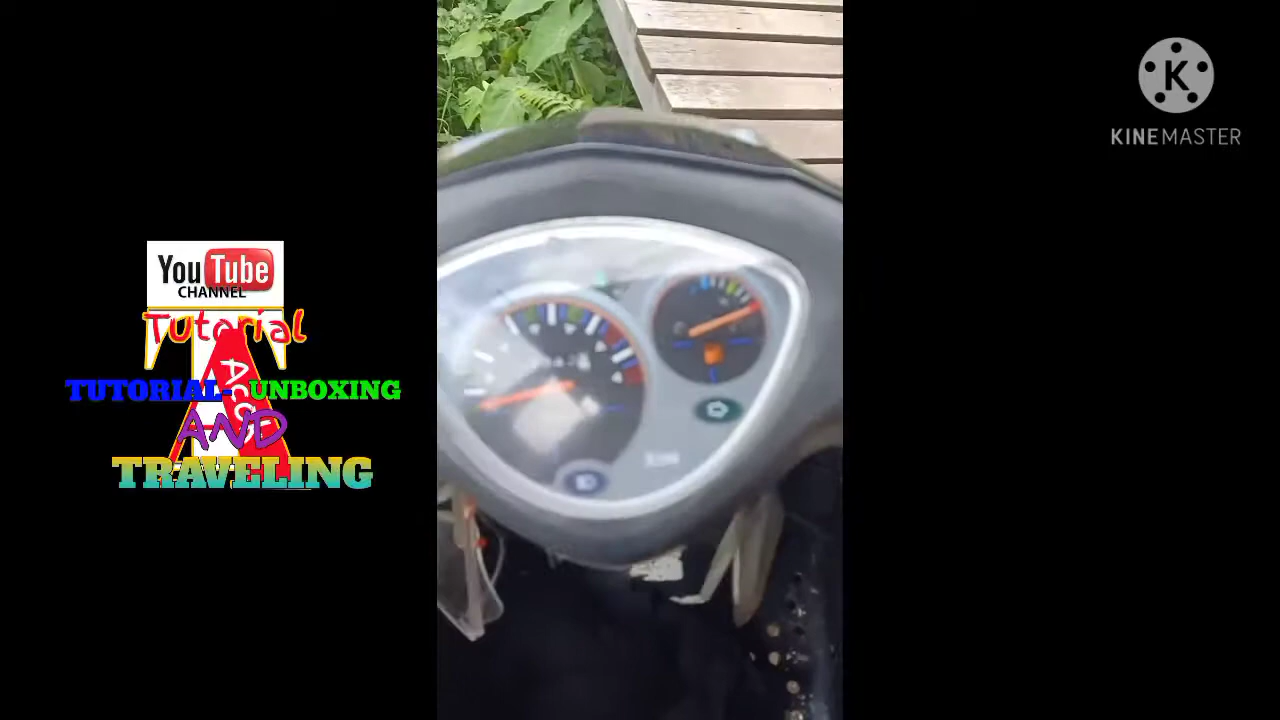 KINEMASTER
You Tube
CHANNEL
Tutorial
TUTORIAL- UNBOXING
AND
TRAVELING